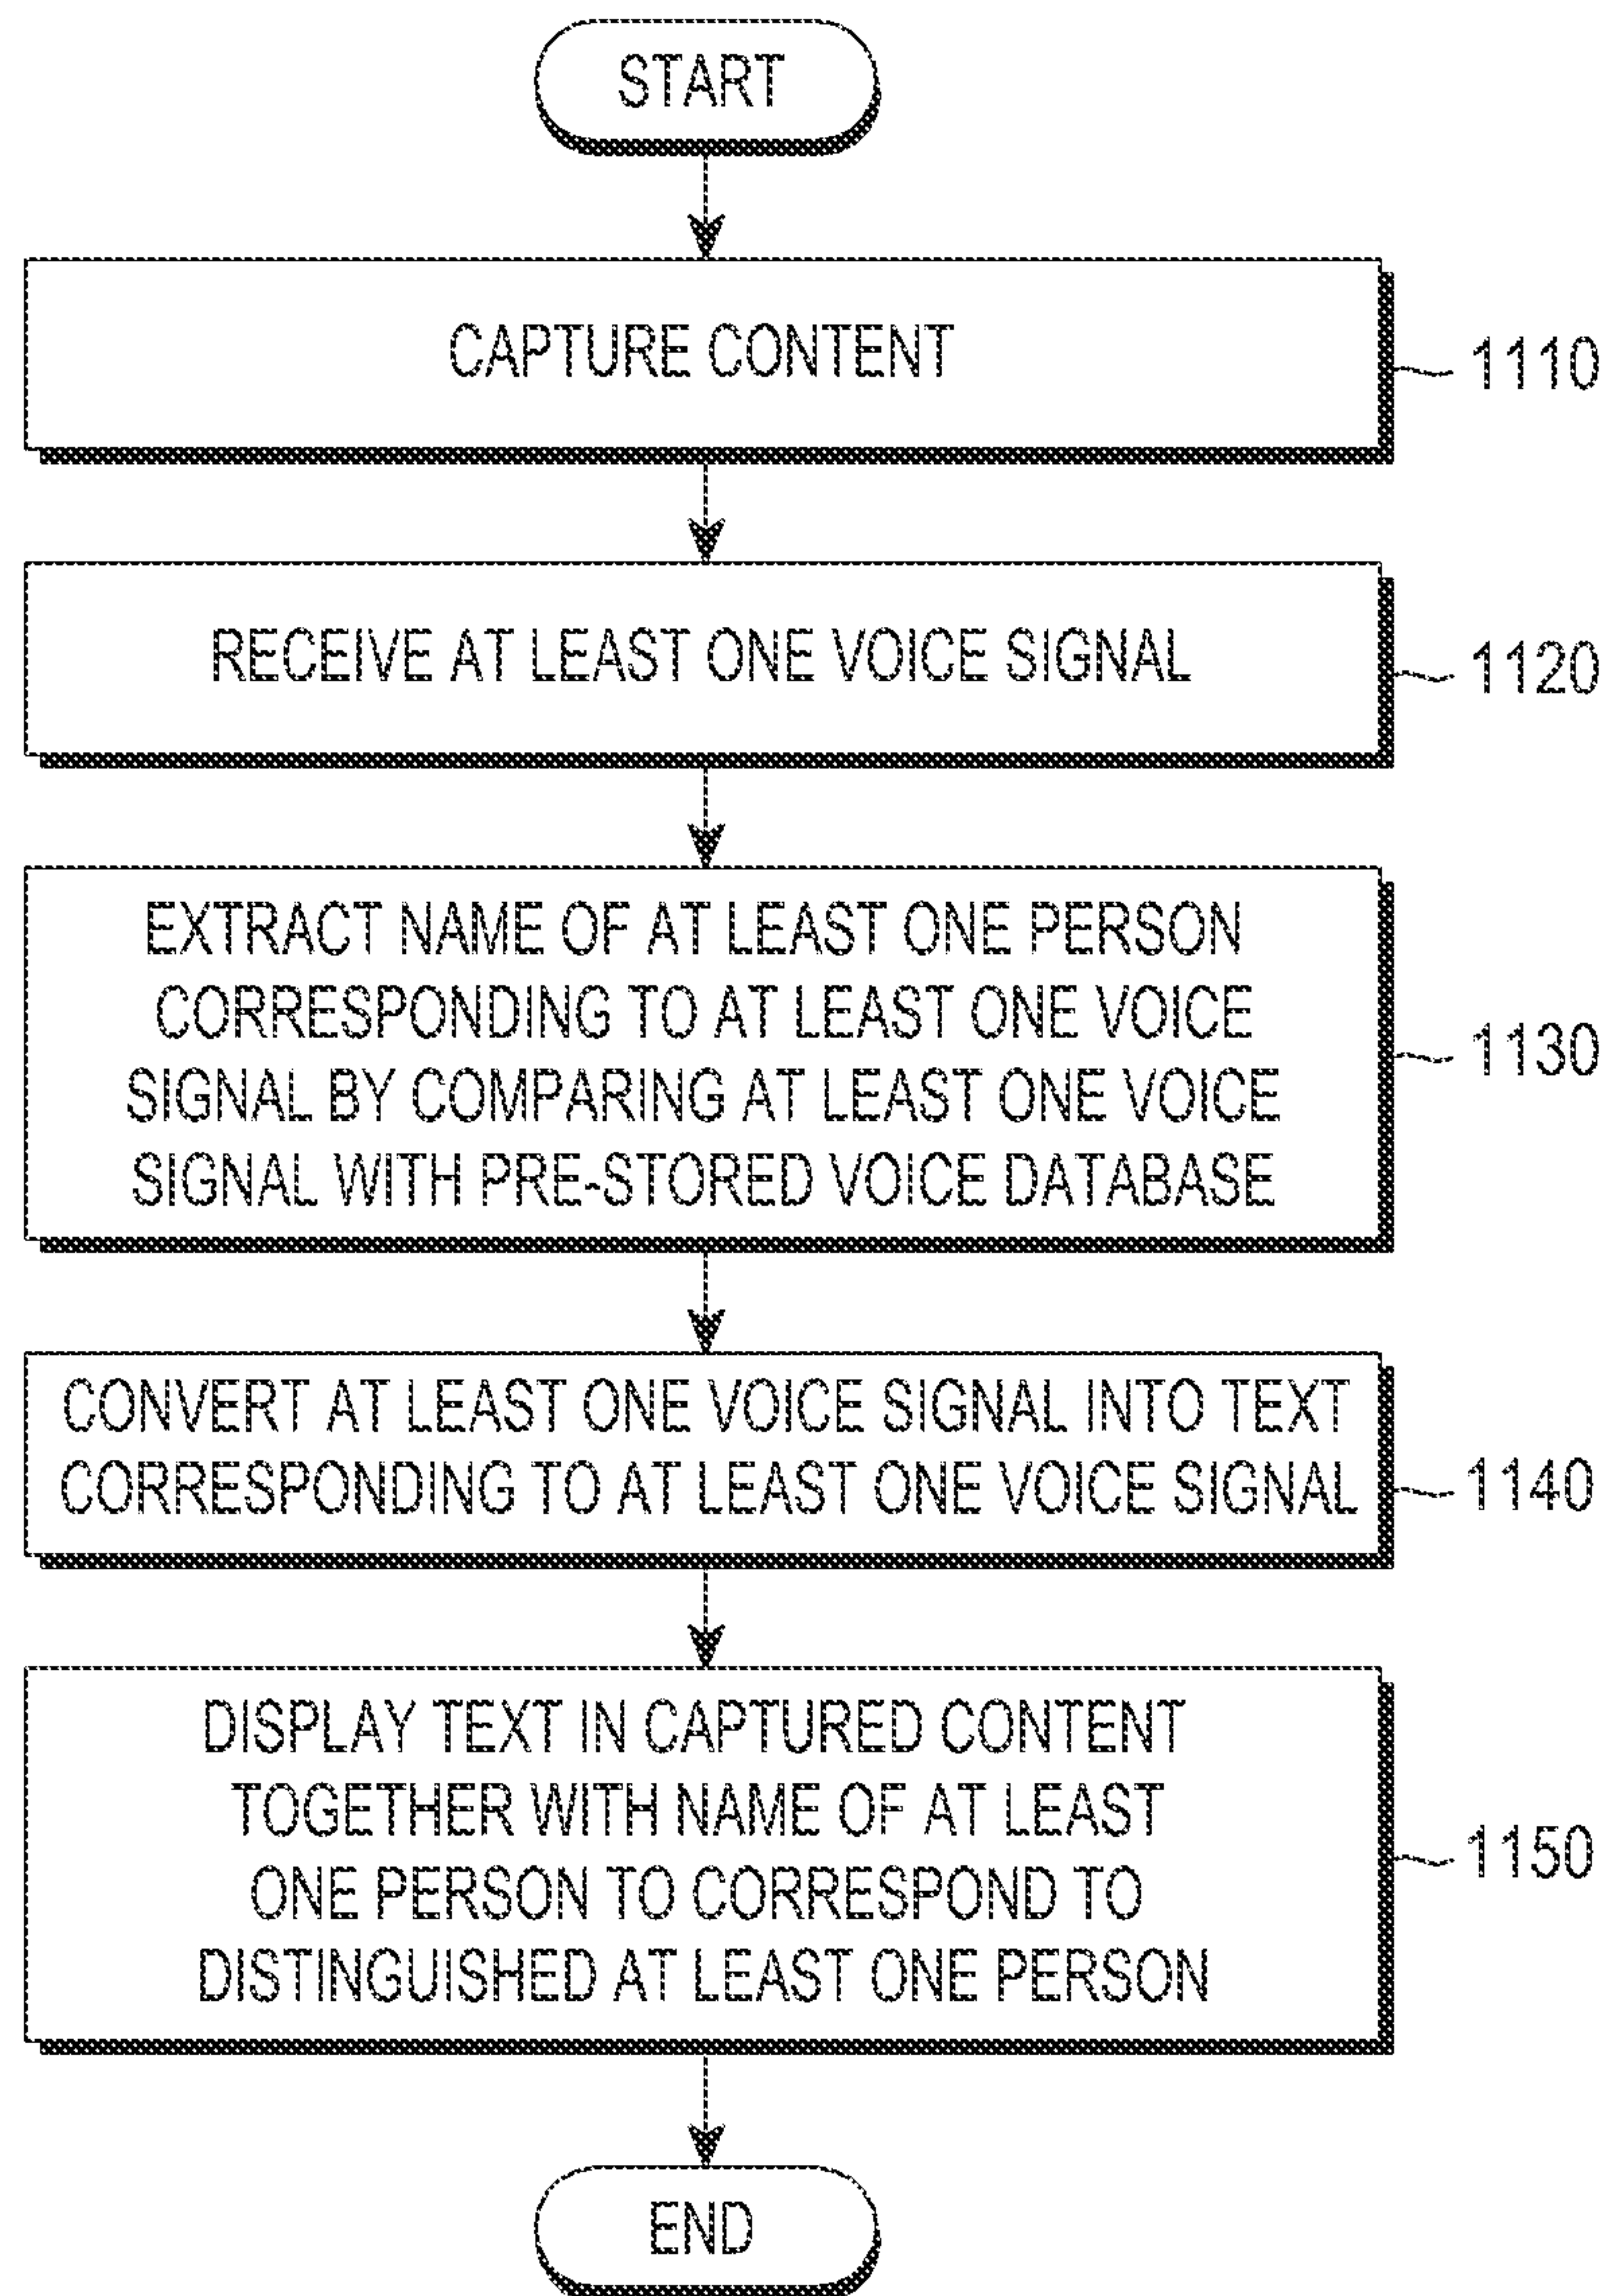 START
CAPTURE CONTENT
1110
RECEIVE AT LEAST ONE VOICE SIGNAL
1120
EXTRACT NAME OF AT LEAST ONE PERSON
CORRESPONDING TO AT LEAST ONE VOICE
SIGNAL BY COMPARING AT LEAST ONE VOICE
SIGNAL WITH PRE-STORED VOICE DATABASE
1130
CONVERT AT LEAST ONE VOICE SIGNAL INTO TEXT
CORRESPONDING TO AT LEAST ONE VOICE SIGNAL
1140
DISPLAY TEXT IN CAPTURED CONTENT
TOGETHER WITH NAME OF AT LEAST
ONE PERSON TO CORRESPOND TO
DISTINGUISHED AT LEAST ONE PERSON
1150
END